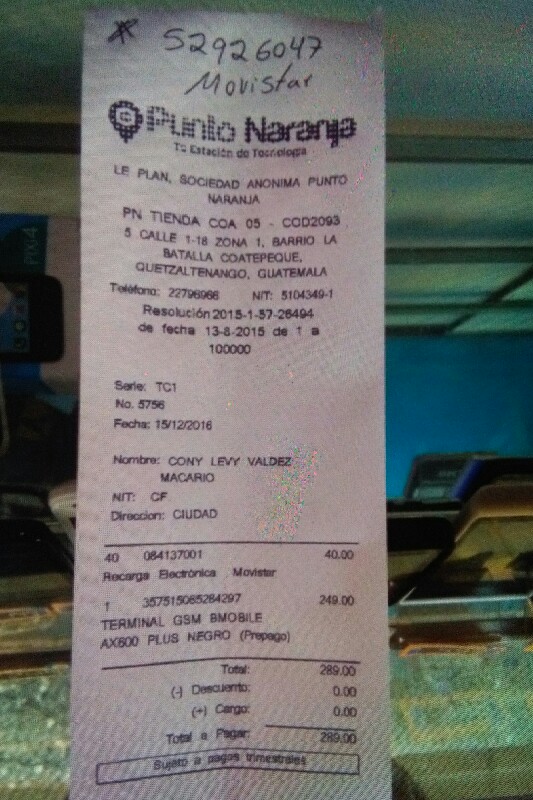 52926047
Movistar
Punto Naranja
Tu Estación de Tecnología
LE PLAN, SOCIEDAD ANONIMA PUNTO
NARANJA
PN TIENDA COA 05 - COD2093
5 CALLE 1-18 ZONA 1, BARRIO LA
BATALLA COATEPEQUE,
QUETZALTENANGO, GUATEMALA
Teléfono: 22796966 NIT: 5104349-1
Resolución 2015-1-57-26494
de fecha 13-8-2015 de 1 a
100000
Serie: TC1
No. 5756
Fecha: 15/12/2016
Nombre: CONY LEVY VALDEZ
MACARIO
NIT: CF
Direccion: CIUDAD
40 084137001 40.00
Recarga Electrónica Movistar
1 357515065284297 249.00
TERMINAL GSM BMOBILE
AX600 PLUS NEGRO (Prepago)
Total: 289.00
(-) Descuento: 0.00
(+) Cargo: 0.00
Total a Pagar: 289.00
Sujeto a pagos trimestrales
PIXI 4